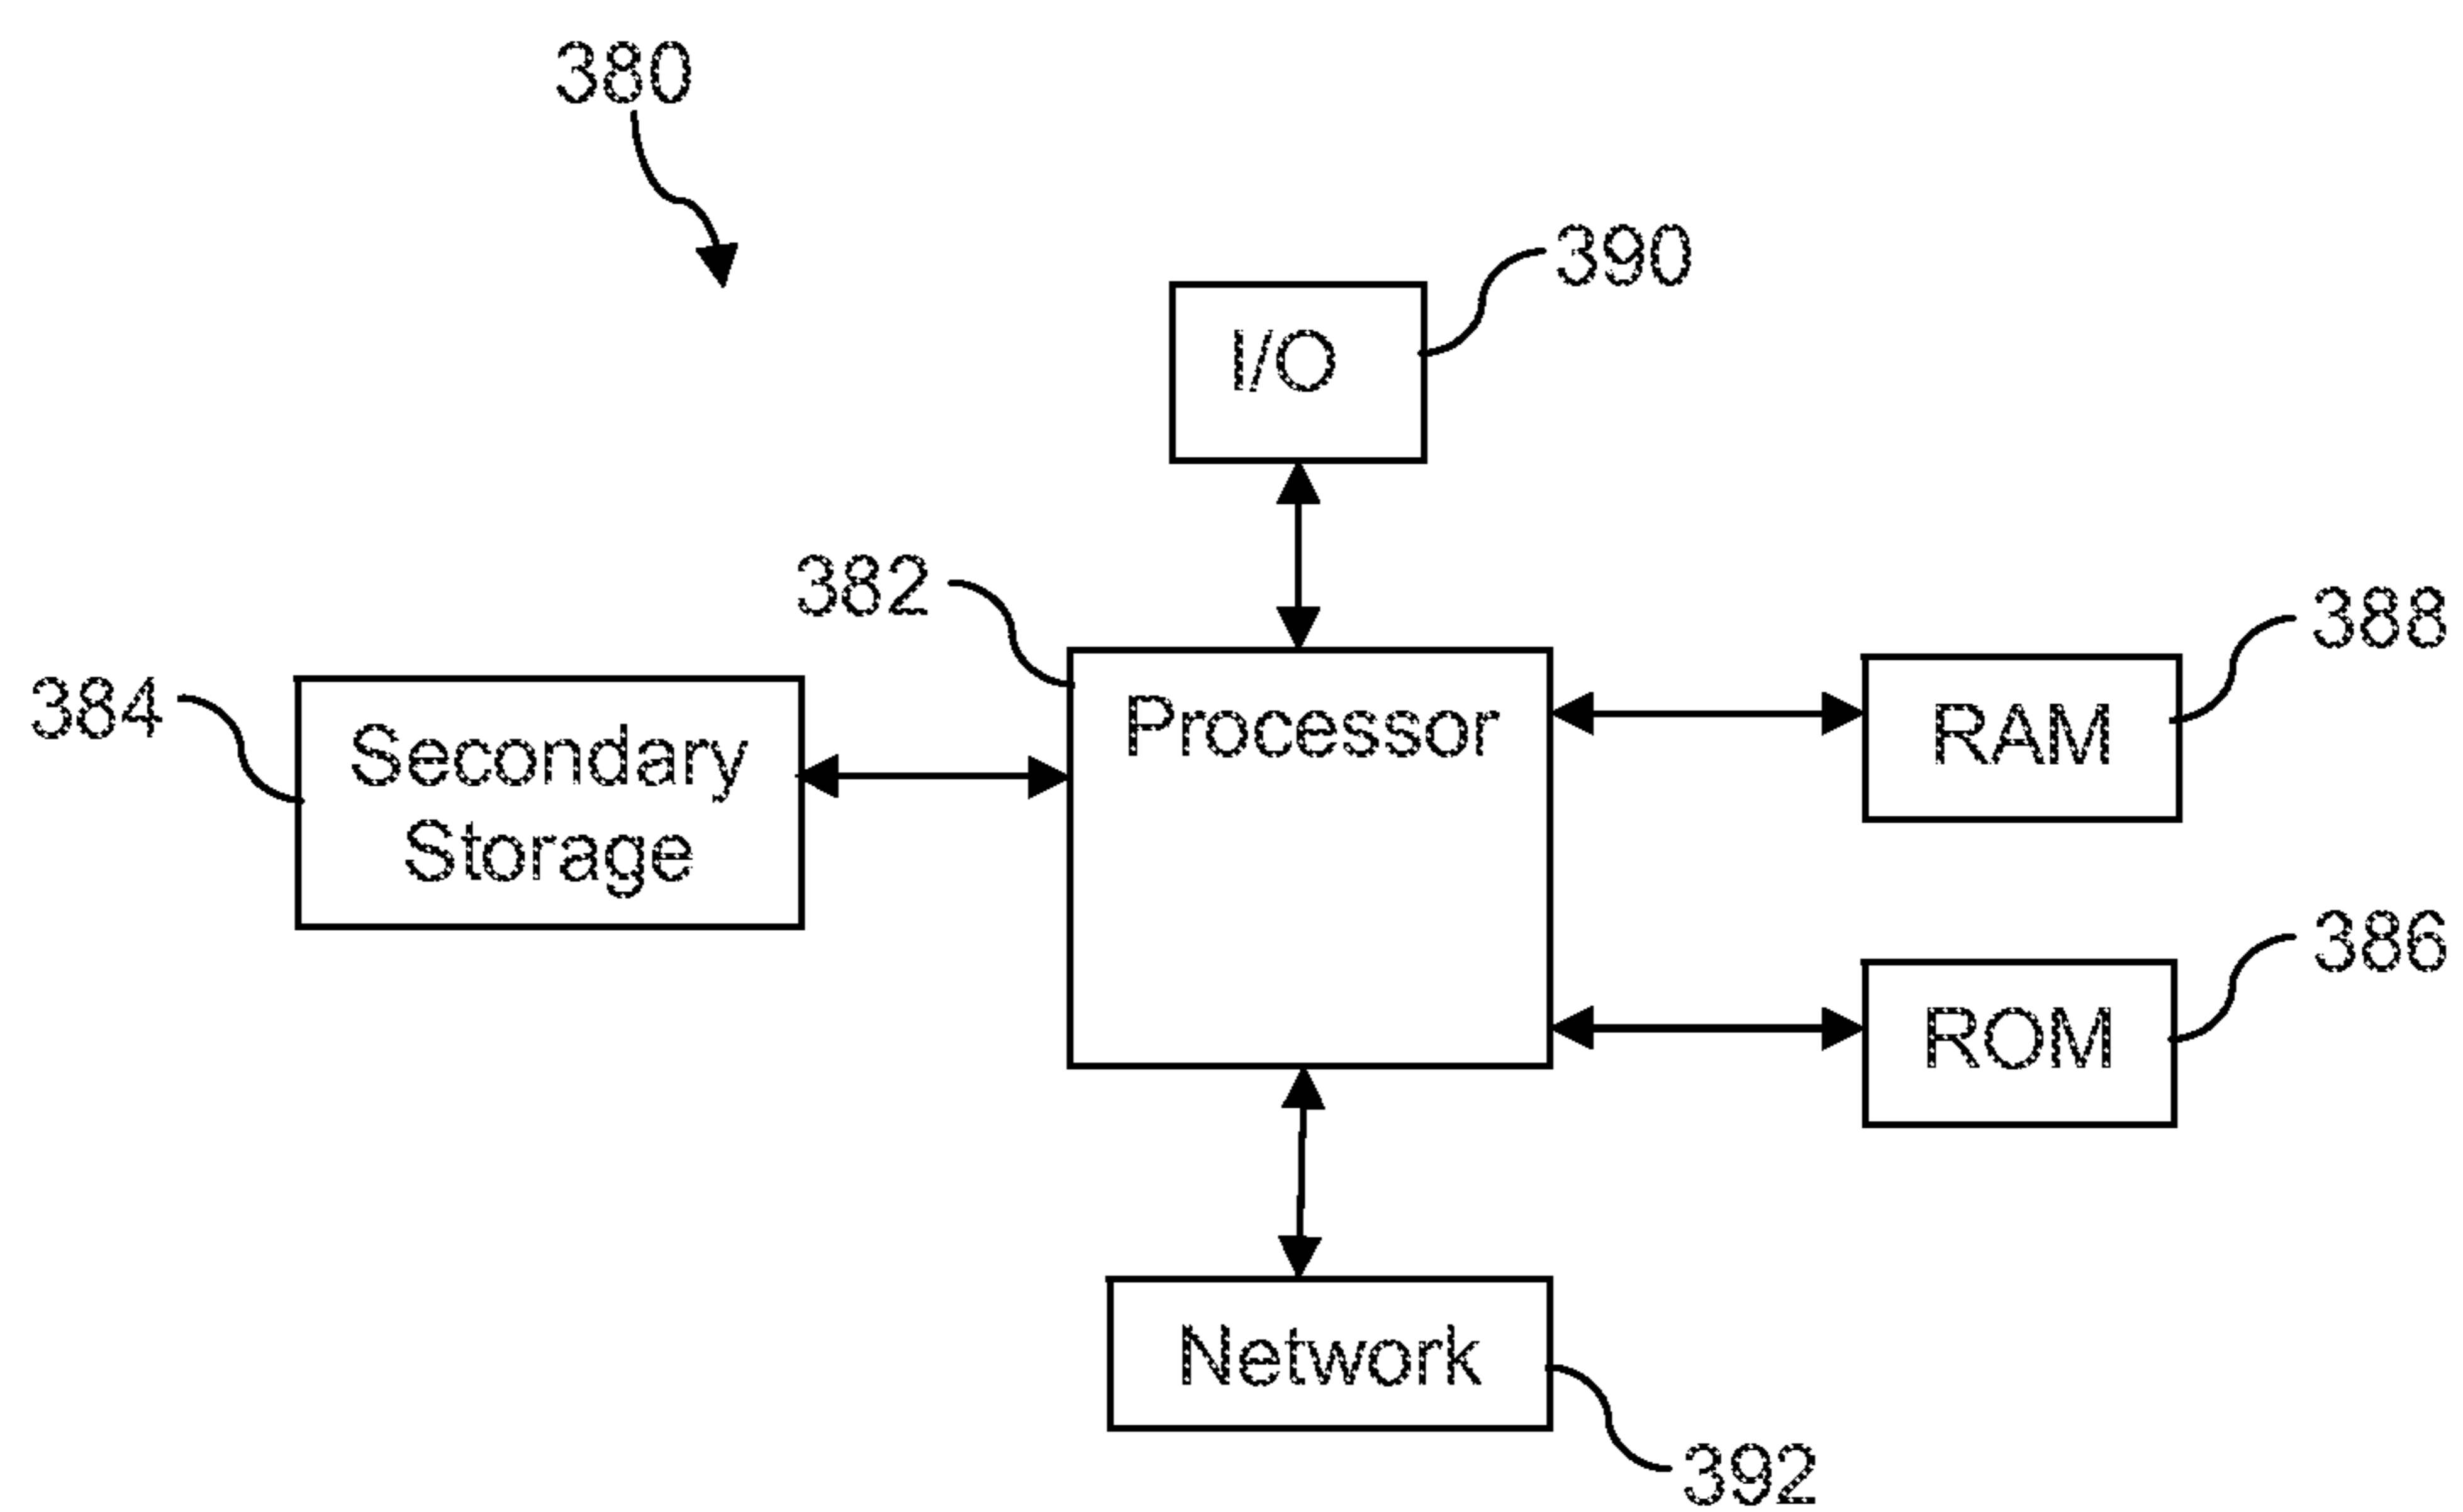 380
390
I/O
382
388
384
Processor
RAM
Secondary
Storage
386
ROM
Network
392